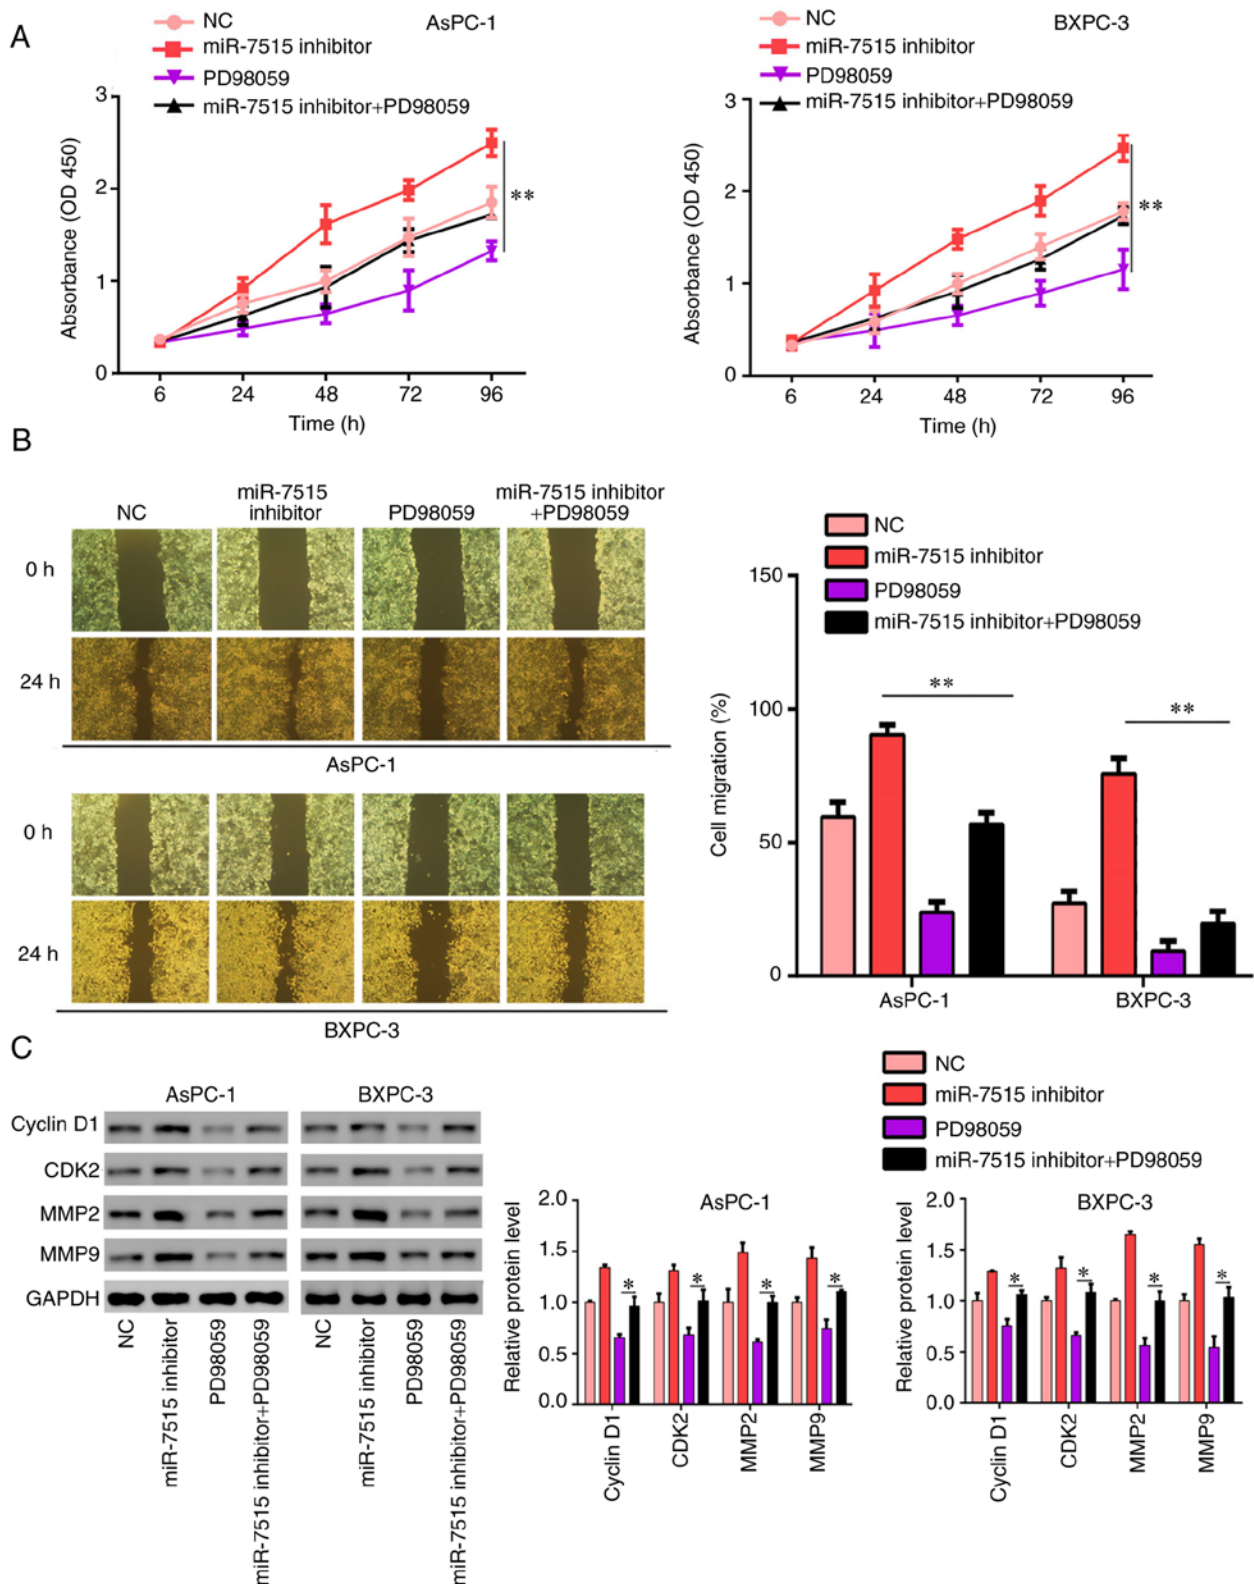 A
AsPC-1
NC
miR-7515 inhibitor
PD98059
miR-7515 inhibitor+PD98059
3
2
1
0
Absorbance (OD 450)
**
6 24 48 72 96
Time (h)
BXPC-3
NC
miR-7515 inhibitor
PD98059
miR-7515 inhibitor+PD98059
3
2
1
0
Absorbance (OD 450)
**
6 24 48 72 96
Time (h)
B
NC
miR-7515
inhibitor
PD98059
miR-7515 inhibitor
+PD98059
0 h
24 h
AsPC-1
0 h
24 h
BXPC-3
NC
miR-7515 inhibitor
PD98059
miR-7515 inhibitor+PD98059
150
100
50
0
Cell migration (%)
**
**
AsPC-1
BXPC-3
C
AsPC-1
BXPC-3
Cyclin D1
CDK2
MMP2
MMP9
GAPDH
NC
miR-7515 inhibitor
PD98059
miR-7515 inhibitor+PD98059
NC
miR-7515 inhibitor
PD98059
miR-7515 inhibitor+PD98059
NC
miR-7515 inhibitor
PD98059
miR-7515 inhibitor+PD98059
AsPC-1
2.0
1.5
1.0
0.5
0.0
Relative protein level
* * * *
Cyclin D1
CDK2
MMP2
MMP9
BXPC-3
2.0
1.5
1.0
0.5
0.0
Relative protein level
* * * *
Cyclin D1
CDK2
MMP2
MMP9